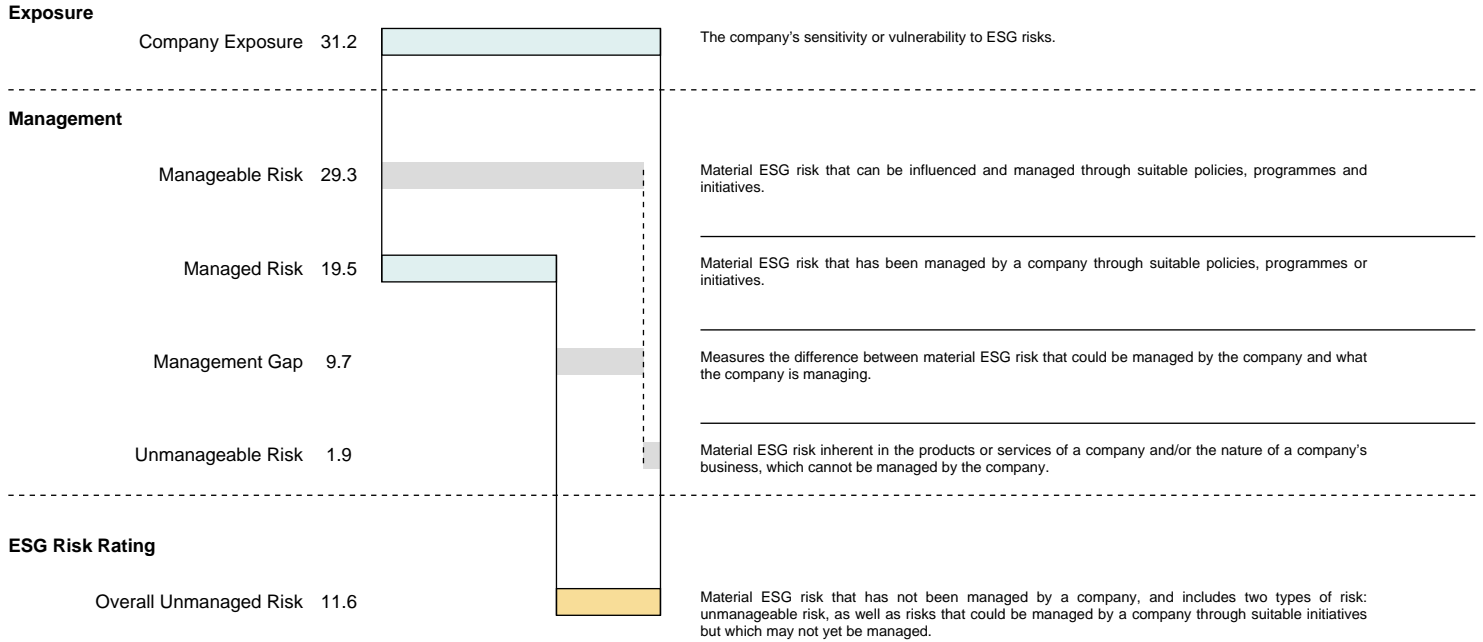 Exposure
Company Exposure 31.2
The company’s sensitivity or vulnerability to ESG risks.
Management
Manageable Risk 29.3
Material ESG risk that can be influenced and managed through suitable policies, programmes and
initiatives.
Managed Risk 19.5
Material ESG risk that has been managed by a company through suitable policies, programmes or
initiatives.
Management Gap 9.7
Measures the difference between material ESG risk that could be managed by the company and what
the company is managing.
Unmanageable Risk 1.9
Material ESG risk inherent in the products or services of a company and/or the nature of a company’s
business, which cannot be managed by the company.
ESG Risk Rating
Overall Unmanaged Risk 11.6
Material ESG risk that has not been managed by a company, and includes two types of risk:
unmanageable risk, as well as risks that could be managed by a company through suitable initiatives
but which may not yet be managed.